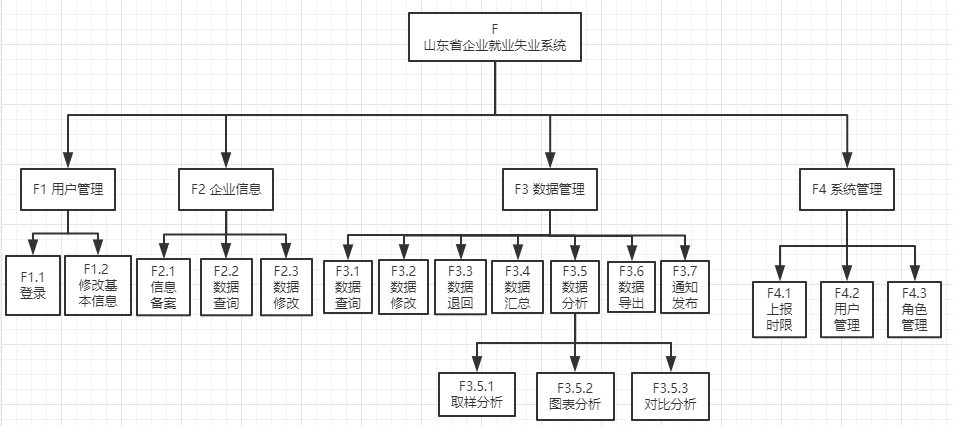 F
山东省企业就业失业系统
F1 用户管理
F2 企业信息
F3 数据管理
F4 系统管理
F1.1
登录
F1.2
修改基
本信息
F2.1
信息
备案
F2.2
数据
查询
F2.3
数据
修改
F3.1
数据
查询
F3.2
数据
修改
F3.3
数据
退回
F3.4
数据
汇总
F3.5
数据
分析
F3.6
数据
导出
F3.7
通知
发布
F4.1
上报
时限
F4.2
用户
管理
F4.3
角色
管理
F3.5.1
取样分析
F3.5.2
图表分析
F3.5.3
对比分析